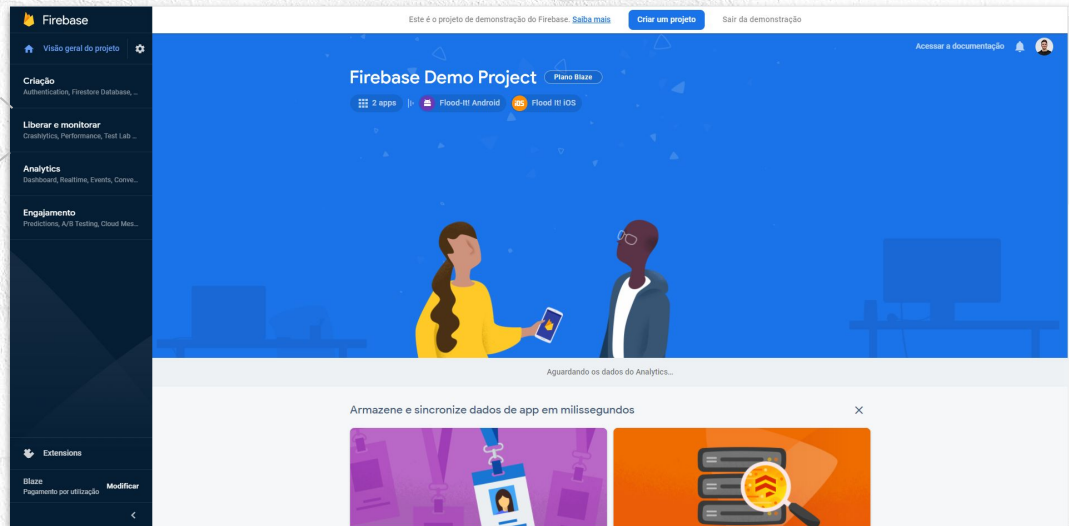 Firebase
Este é o projeto de demonstração do Firebase. Saiba mais
Criar um projeto
Sair da demonstração
Visão geral do projeto
Acessar a documentação
Criação
Authentication, Firestore Database, ...
Liberar e monitorar
Crashlytics, Performance, Test Lab ...
Analytics
Dashboard, Realtime, Events, Conve...
Engajamento
Predictions, A/B Testing, Cloud Mes...
Firebase Demo Project
Plano Blaze
2 apps
Flood-It! Android
iOS
Flood It! iOS
Aguardando os dados do Analytics...
Armazene e sincronize dados de app em milissegundos
Extensions
Blaze
Pagamento por utilização
Modificar